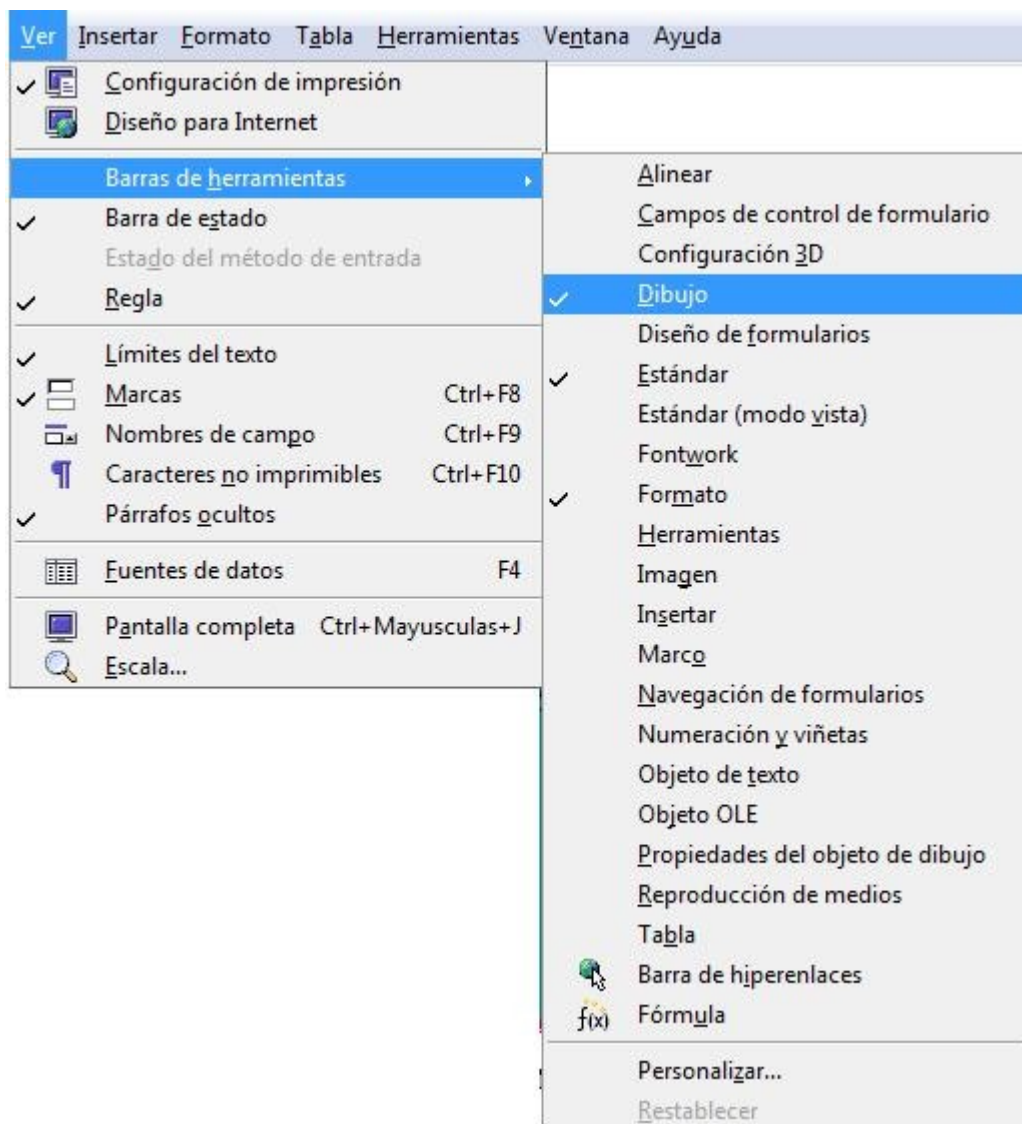 Ver Insertar Formato Tabla Herramientas Ventana Ayuda
Configuración de impresión
Diseño para Internet
Barras de herramientas
Barra de estado
Estado del método de entrada
Regla
Límites del texto
Marcas Ctrl+F8
Nombres de campo Ctrl+F9
Caracteres no imprimibles Ctrl+F10
Párrafos ocultos
Fuentes de datos F4
Pantalla completa Ctrl+Mayusculas+J
Escala...
Alinear
Campos de control de formulario
Configuración 3D
Dibujo
Diseño de formularios
Estándar
Estándar (modo vista)
Fontwork
Formato
Herramientas
Imagen
Insertar
Marco
Navegación de formularios
Numeración y viñetas
Objeto de texto
Objeto OLE
Propiedades del objeto de dibujo
Reproducción de medios
Tabla
Barra de hiperenlaces
f(x) Fórmula
Personalizar...
Restablecer